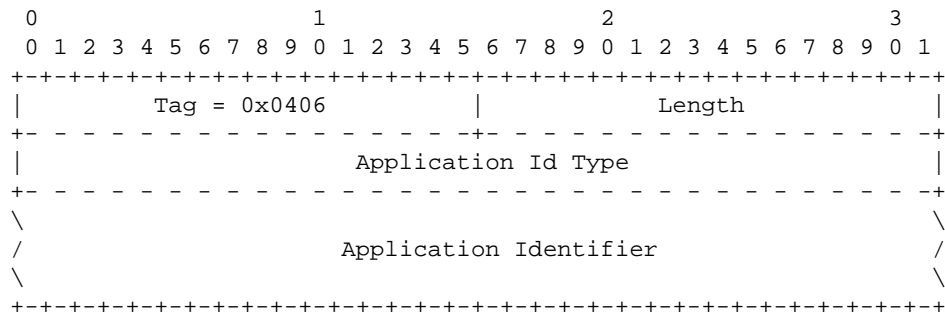 0                   1                   2                   3
 0 1 2 3 4 5 6 7 8 9 0 1 2 3 4 5 6 7 8 9 0 1 2 3 4 5 6 7 8 9 0 1
+-+-+-+-+-+-+-+-+-+-+-+-+-+-+-+-+-+-+-+-+-+-+-+-+-+-+-+-+-+-+-+-+
|         Tag = 0x0406          |            Length             |
+- - - - - - - - - - - - - - - -+- - - - - - - - - - - - - - - -+
|                       Application Id Type                     |
+- - - - - - - - - - - - - - - - - - - - - - - - - - - - - - - -+
\                                                               \
/                      Application Identifier                   /
\                                                               \
+-+-+-+-+-+-+-+-+-+-+-+-+-+-+-+-+-+-+-+-+-+-+-+-+-+-+-+-+-+-+-+-+